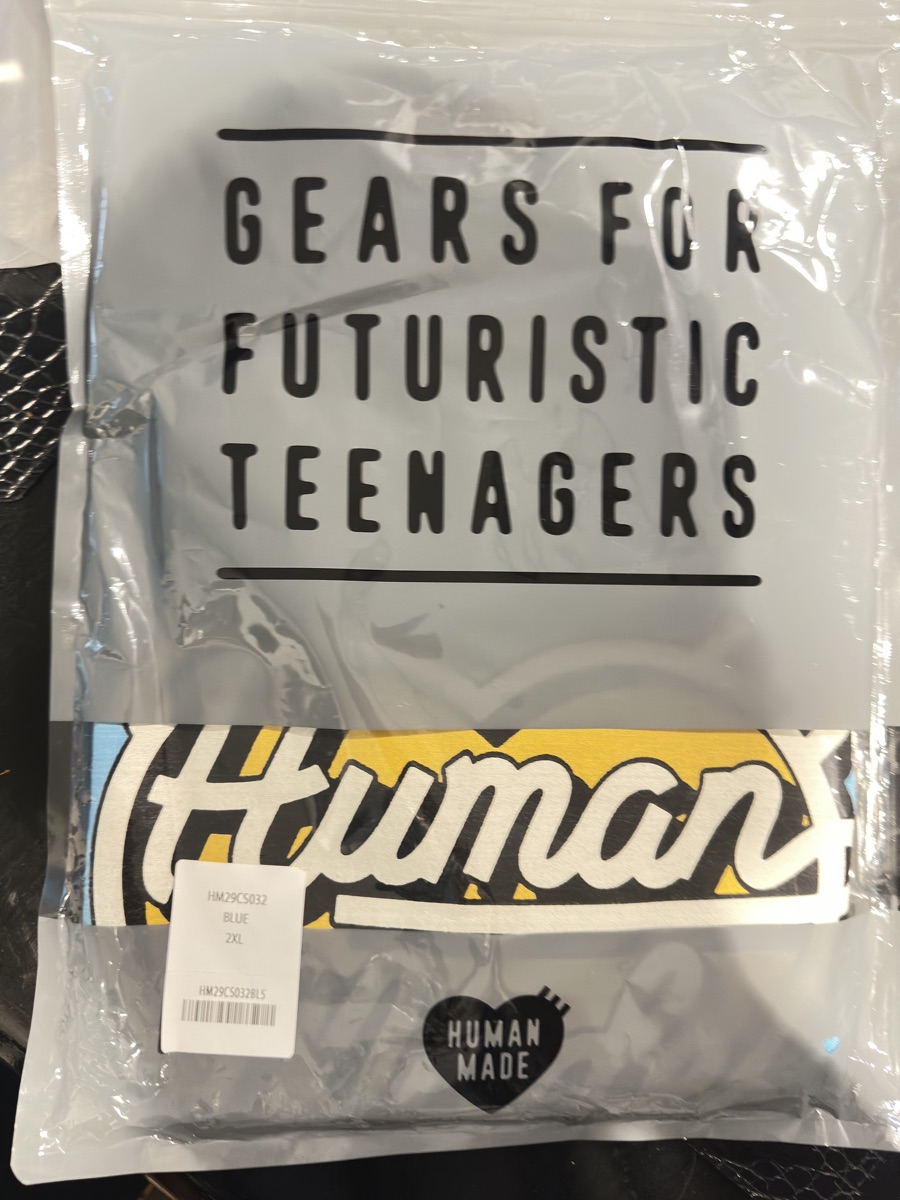 GEARS FOR
FUTURISTIC
TEENAGERS
Human
HM29CS032
BLUE
2XL
HM29CS032BL5
HUMAN
MADE